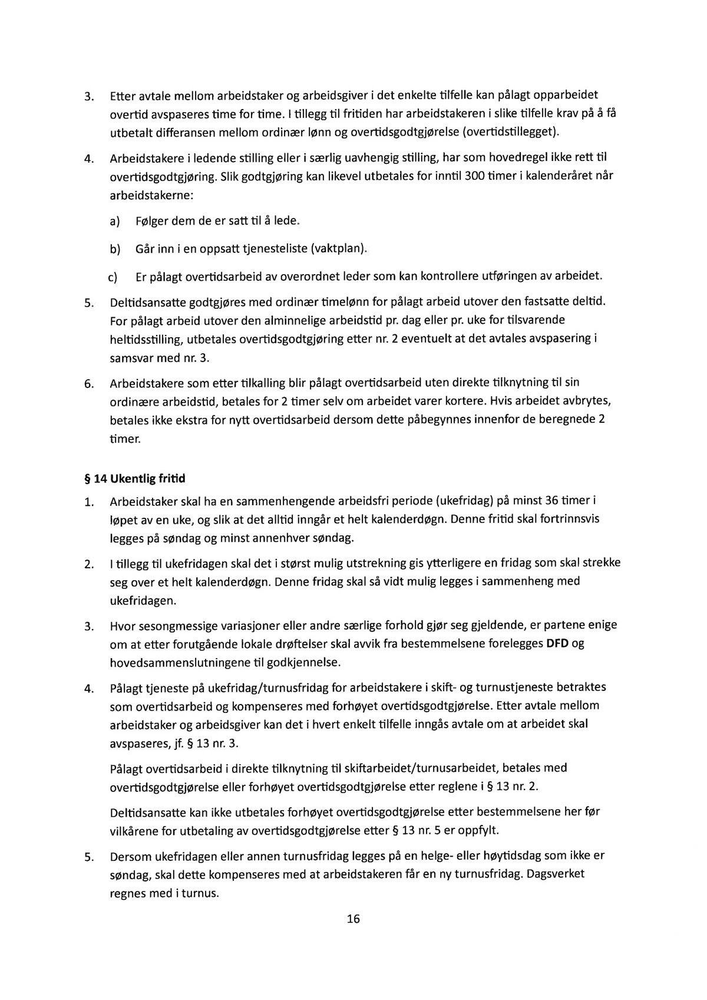 3. Etter avtale mellom arbeidstaker og arbeidsgiver i det enkelte tilfelle kan pålagt opparbeidet
overtid avspaseres time for time. I tillegg til fritiden har arbeidstakeren i slike tilfelle krav på å få
utbetalt differansen mellom ordinær lønn og overtidsgodtgjørelse (overtidstillegget).
4. Arbeidstakere i ledende stilling eller i særlig uavhengig stilling, har som hovedregel ikke rett til
overtidsgodtgjøring. Slik godtgjøring kan likevel utbetales for inntil 300 timer i kalenderåret når
arbeidstakerne:
a) Følger dem de er satt til å lede.
b) Går inn i en oppsatt tjenesteliste (vaktplan).
c) Er pålagt overtidsarbeid av overordnet leder som kan kontrollere utføringen av arbeidet.
5. Deltidsansatte godtgjøres med ordinær timelønn for pålagt arbeid utover den fastsatte deltid.
For pålagt arbeid utover den alminnelige arbeidstid pr. dag eller pr. uke for tilsvarende
heltidsstilling, utbetales overtidsgodtgjøring etter nr. 2 eventuelt at det avtales avspasering i
samsvar med nr. 3.
6. Arbeidstakere som etter tilkalling blir pålagt overtidsarbeid uten direkte tilknytning til sin
ordinære arbeidstid, betales for 2 timer selv om arbeidet varer kortere. Hvis arbeidet avbrytes,
betales ikke ekstra for nytt overtidsarbeid dersom dette påbegynnes innenfor de beregnede 2
timer.
§ 14 Ukentlig fritid
1. Arbeidstaker skal ha en sammenhengende arbeidsfri periode (ukefridag) på minst 36 timer i
løpet av en uke, og slik at det alltid inngår et helt kalenderdøgn. Denne fritid skal fortrinnsvis
legges på søndag og minst annenhver søndag.
2. I tillegg til ukefridagen skal det i størst mulig utstrekning gis ytterligere en fridag som skal strekke
seg over et helt kalenderdøgn. Denne fridag skal så vidt mulig legges i sammenheng med
ukefridagen.
3. Hvor sesongmessige variasjoner eller andre særlige forhold gjør seg gjeldende, er partene enige
om at etter forutgående lokale drøftelser skal avvik fra bestemmelsene forelegges DFD og
hovedsammenslutningene til godkjennelse.
4. Pålagt tjeneste på ukefridag/turnusfridag for arbeidstakere i skift- og turnustjeneste betraktes
som overtidsarbeid og kompenseres med forhøyet overtidsgodtgjørelse. Etter avtale mellom
arbeidstaker og arbeidsgiver kan det i hvert enkelt tilfelle inngås avtale om at arbeidet skal
avspaseres, jf. § 13 nr. 3.
Pålagt overtidsarbeid i direkte tilknytning til skiftarbeidet/turnusarbeidet, betales med
overtidsgodtgjørelse eller forhøyet overtidsgodtgjørelse etter reglene i § 13 nr. 2.
Deltidsansatte kan ikke utbetales forhøyet overtidsgodtgjørelse etter bestemmelsene her før
vilkårene for utbetaling av overtidsgodtgjørelse etter § 13 nr. 5 er oppfylt.
5. Dersom ukefridagen eller annen turnusfridag legges på en helge- eller høytidsdag som ikke er
søndag, skal dette kompenseres med at arbeidstakeren får en ny turnusfridag. Dagsverket
regnes med i turnus.
16